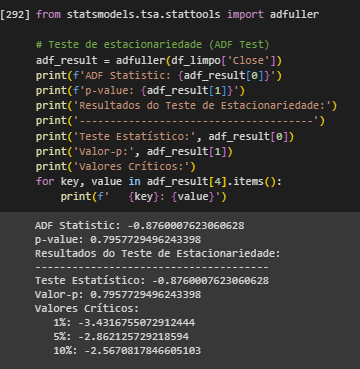 [292] from statsmodels.tsa.stattools import adfuller
# Teste de estacionariedade (ADF Test)
adf_result = adfuller(df_limpo['Close'])
print(f'ADF Statistic: {adf_result[0]}')
print(f'p-value: {adf_result[1]}')
print('Resultados do Teste de Estacionariedade:')
print('-------------------------------------')
print('Teste Estatístico:', adf_result[0])
print('Valor-p:', adf_result[1])
print('Valores Críticos:')
for key, value in adf_result[4].items():
    print(f'   {key}: {value}')
ADF Statistic: -0.8760007623060628
p-value: 0.7957729496243398
Resultados do Teste de Estacionariedade:
-------------------------------------
Teste Estatístico: -0.8760007623060628
Valor-p: 0.7957729496243398
Valores Críticos:
   1%: -3.4316755072912444
   5%: -2.862125729218594
   10%: -2.5670817846605103